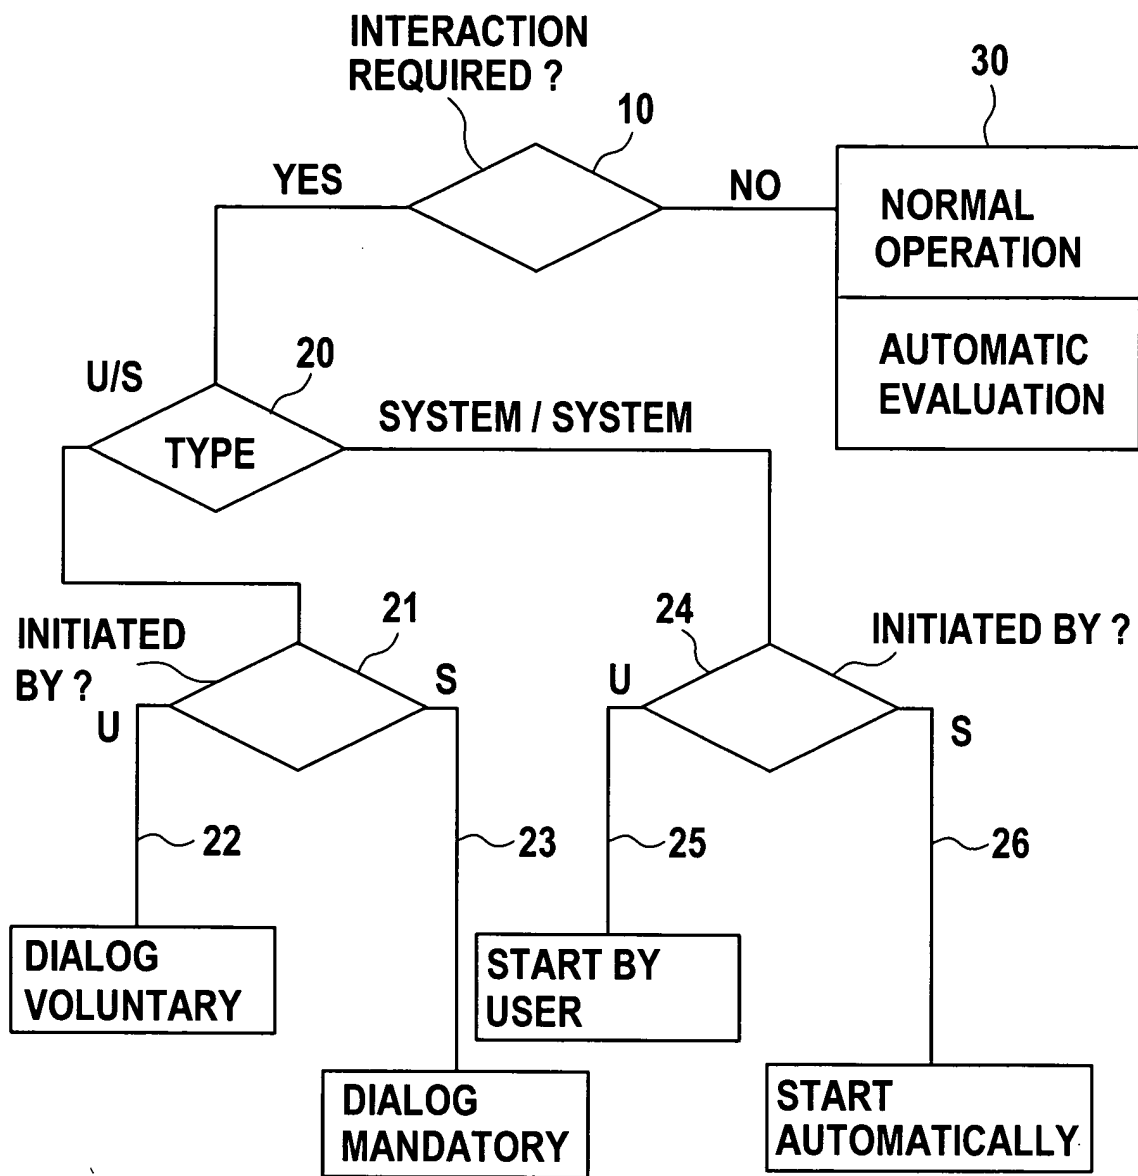 INTERACTION
REQUIRED ?
30
10
YES
NO
NORMAL
OPERATION
U/S
20
AUTOMATIC
EVALUATION
SYSTEM / SYSTEM
TYPE
21
24
INITIATED BY ?
INITIATED
BY ?
S
U
U
S
22
23
25
26
DIALOG
VOLUNTARY
START BY
USER
DIALOG
MANDATORY
START
AUTOMATICALLY